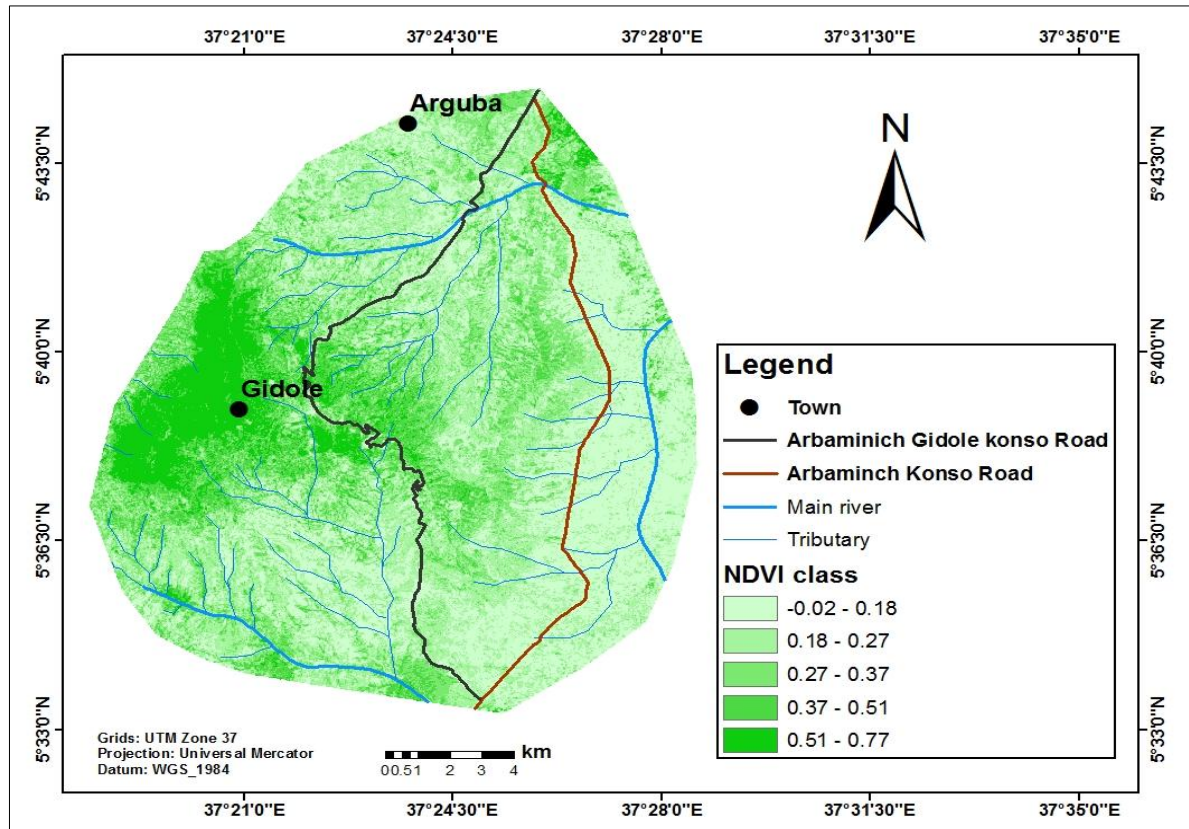 37°21'0"E 37°24'30"E 37°28'0"E 37°31'30"E 37°35'0"E
Arguba
N
5°43'30"N 5°43'30"N
5°40'0"N 5°40'0"N
Gidole
Legend
Town
Arbaminich Gidole konso Road
Arbaminch Konso Road
Main river
Tributary
NDVI class
-0.02 - 0.18
0.18 - 0.27
0.27 - 0.37
0.37 - 0.51
0.51 - 0.77
5°36'30"N 5°36'30"N
5°33'0"N 5°33'0"N
Grids: UTM Zone 37
Projection: Universal Mercator
Datum: WGS_1984
km
00.51 2 3 4
37°21'0"E 37°24'30"E 37°28'0"E 37°31'30"E 37°35'0"E